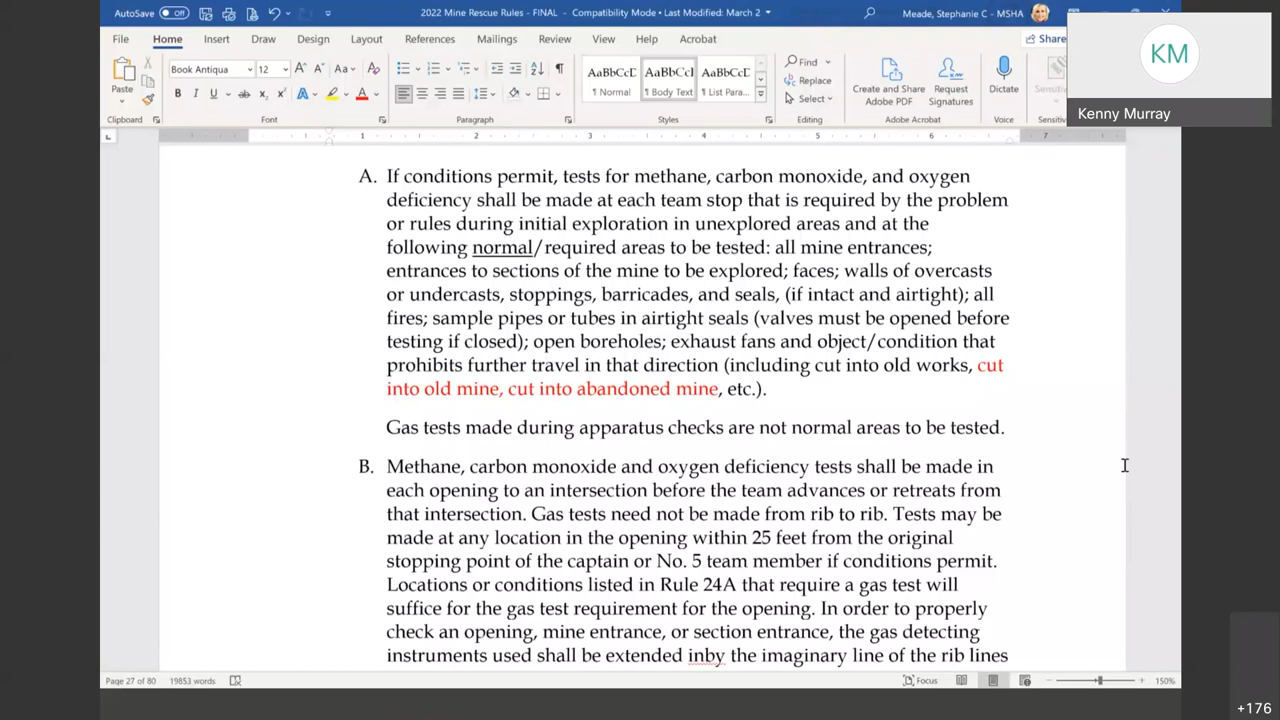 AutoSave Off
2022 Mine Rescue Rules - FINAL - Compatibility Mode • Last Modified: March 2
Meade, Stephanie C - MSHA
File Home Insert Draw Design Layout References Mailings Review View Help Acrobat
Share
KM
Kenny Murray
Paste
Clipboard
Book Antiqua 12
Font
Paragraph
AaBbCcD AaBbCcI AaBbCcD
¶ Normal ¶ Body Text ¶ List Para...
Styles
Find
Replace
Select
Editing
Create and Share
Adobe PDF
Request
Signatures
Adobe Acrobat
Dictate
Voice
1 2 3 4 5 6 7
A. If conditions permit, tests for methane, carbon monoxide, and oxygen
deficiency shall be made at each team stop that is required by the problem
or rules during initial exploration in unexplored areas and at the
following normal/required areas to be tested: all mine entrances;
entrances to sections of the mine to be explored; faces; walls of overcasts
or undercasts, stoppings, barricades, and seals, (if intact and airtight); all
fires; sample pipes or tubes in airtight seals (valves must be opened before
testing if closed); open boreholes; exhaust fans and object/condition that
prohibits further travel in that direction (including cut into old works, cut
into old mine, cut into abandoned mine, etc.).
Gas tests made during apparatus checks are not normal areas to be tested.
B. Methane, carbon monoxide and oxygen deficiency tests shall be made in
each opening to an intersection before the team advances or retreats from
that intersection. Gas tests need not be made from rib to rib. Tests may be
made at any location in the opening within 25 feet from the original
stopping point of the captain or No. 5 team member if conditions permit.
Locations or conditions listed in Rule 24A that require a gas test will
suffice for the gas test requirement for the opening. In order to properly
check an opening, mine entrance, or section entrance, the gas detecting
instruments used shall be extended inby the imaginary line of the rib lines
Page 27 of 80 19853 words
Focus
150%
+176